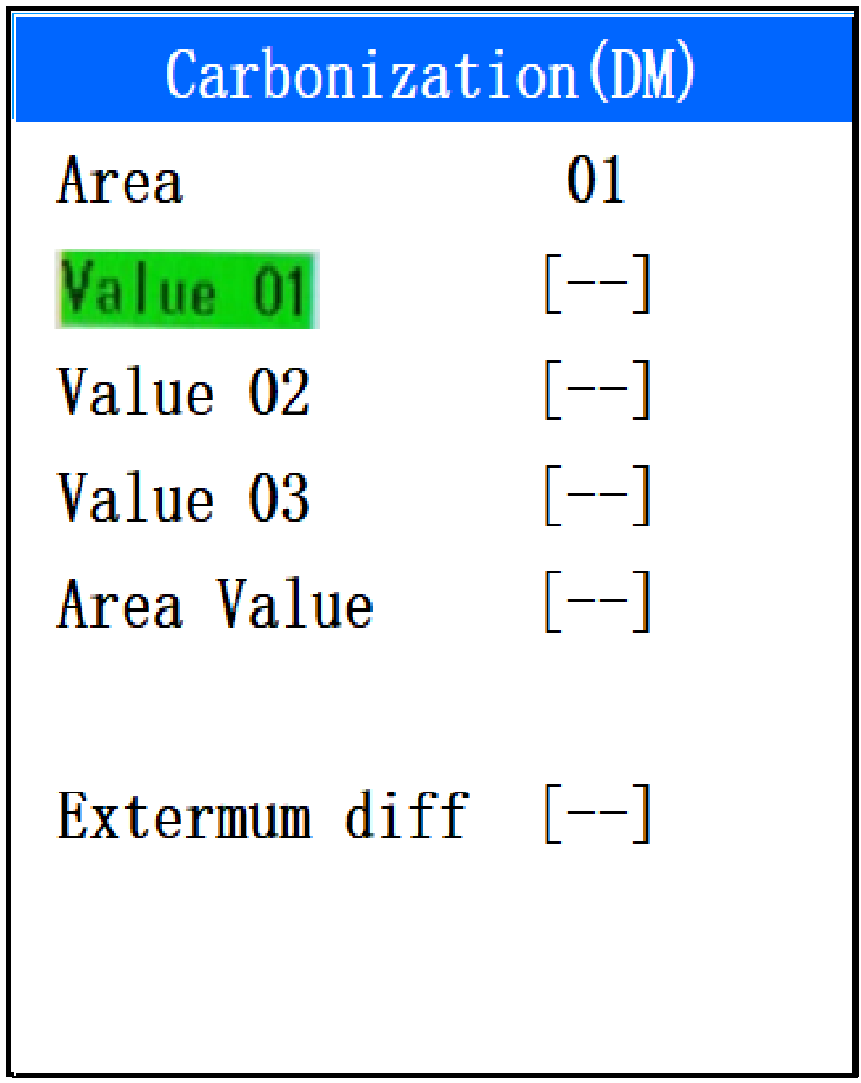 Carbonization(DM)
Area 01
Value 01 [--]
Value 02 [--]
Value 03 [--]
Area Value [--]
Extermum diff [--]